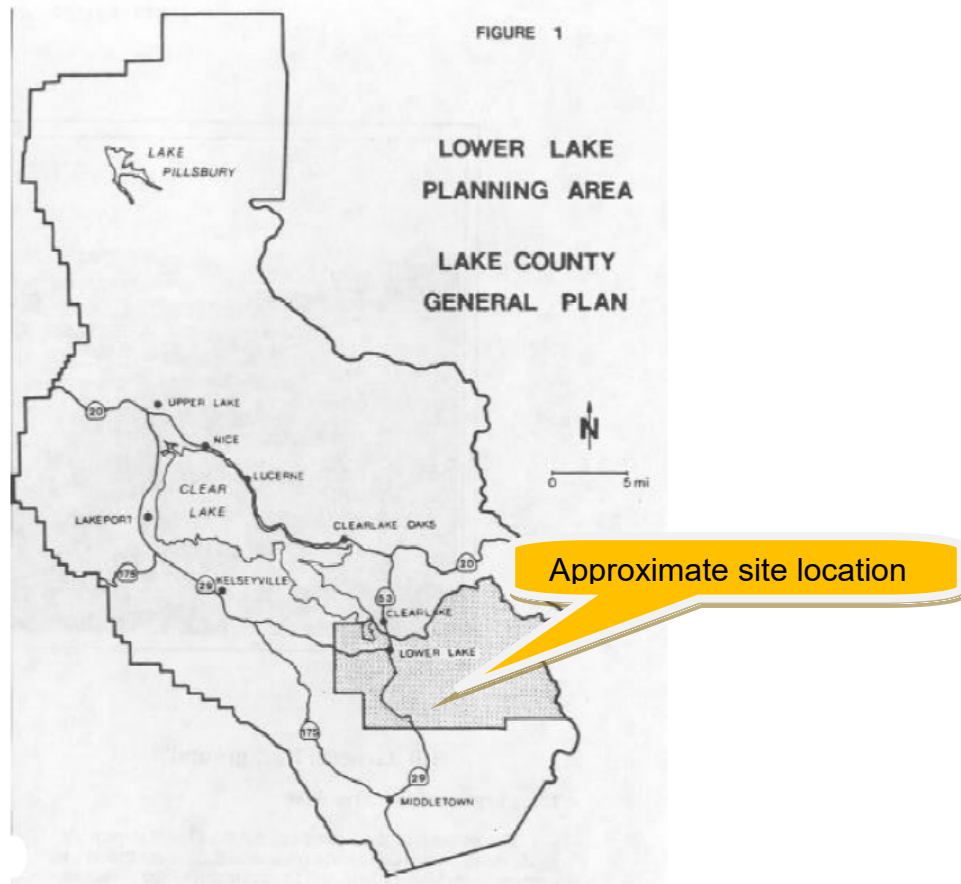 FIGURE 1
LOWER LAKE
PLANNING AREA
LAKE COUNTY
GENERAL PLAN
LAKE
PILLSBURY
N
0 5 mi
20
UPPER LAKE
NICE
LUCERNE
CLEAR
LAKE
LAKEPORT
CLEARLAKE OAKS
20
Approximate site location
175
29
KELSEYVILLE
53
CLEARLAKE
LOWER LAKE
175
29
MIDDLETOWN